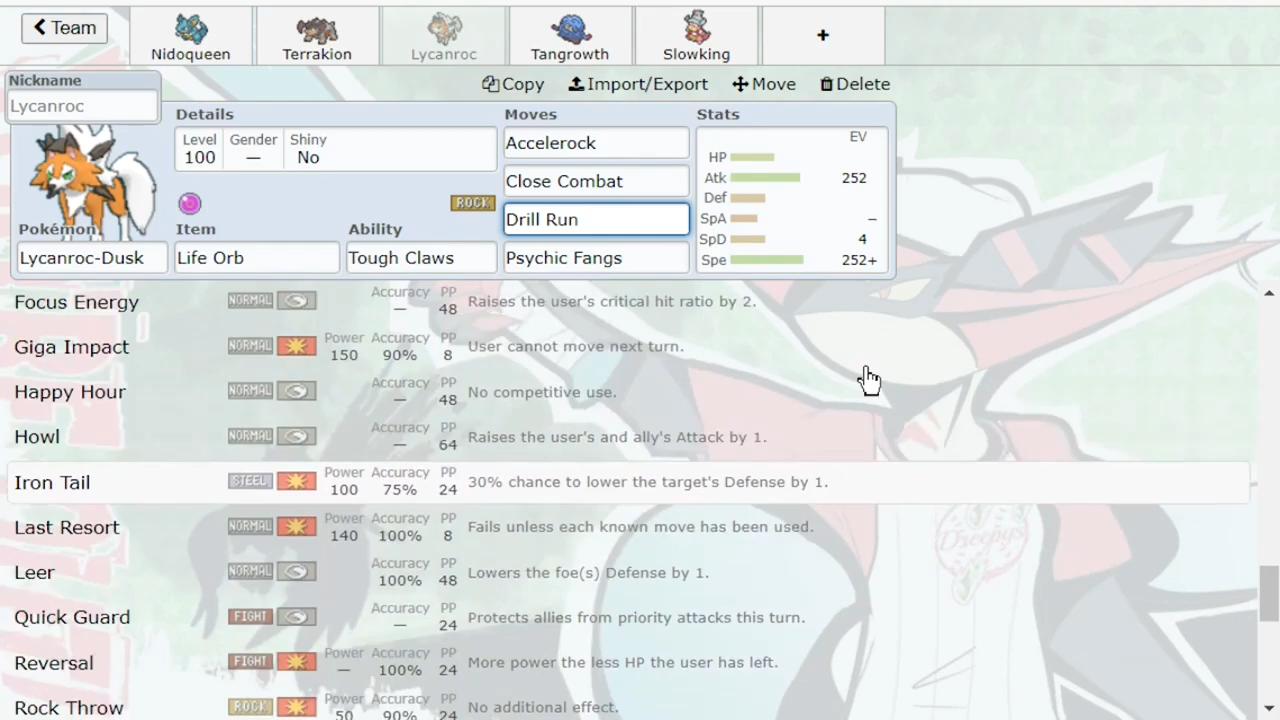 Team
Nidoqueen
Terrakion
Lycanroc
Tangrowth
Slowking
+
Nickname
Lycanroc
Copy
Import/Export
Move
Delete
Details
Level
100
Gender
—
Shiny
No
Moves
Accelerock
Close Combat
Drill Run
Psychic Fangs
Stats
EV
HP
Atk 252
Def
SpA –
SpD 4
Spe 252+
ROCK
Pokémon
Lycanroc-Dusk
Item
Life Orb
Ability
Tough Claws
Focus Energy NORMAL Accuracy — PP 48 Raises the user's critical hit ratio by 2.
Giga Impact NORMAL Power 150 Accuracy 90% PP 8 User cannot move next turn.
Happy Hour NORMAL Accuracy — PP 48 No competitive use.
Howl NORMAL Accuracy — PP 64 Raises the user's and ally's Attack by 1.
Iron Tail STEEL Power 100 Accuracy 75% PP 24 30% chance to lower the target's Defense by 1.
Last Resort NORMAL Power 140 Accuracy 100% PP 8 Fails unless each known move has been used.
Leer NORMAL Accuracy 100% PP 48 Lowers the foe(s) Defense by 1.
Quick Guard FIGHT Accuracy — PP 24 Protects allies from priority attacks this turn.
Reversal FIGHT Power — Accuracy 100% PP 24 More power the less HP the user has left.
Rock Throw ROCK Power 50 Accuracy 90% PP 24 No additional effect.